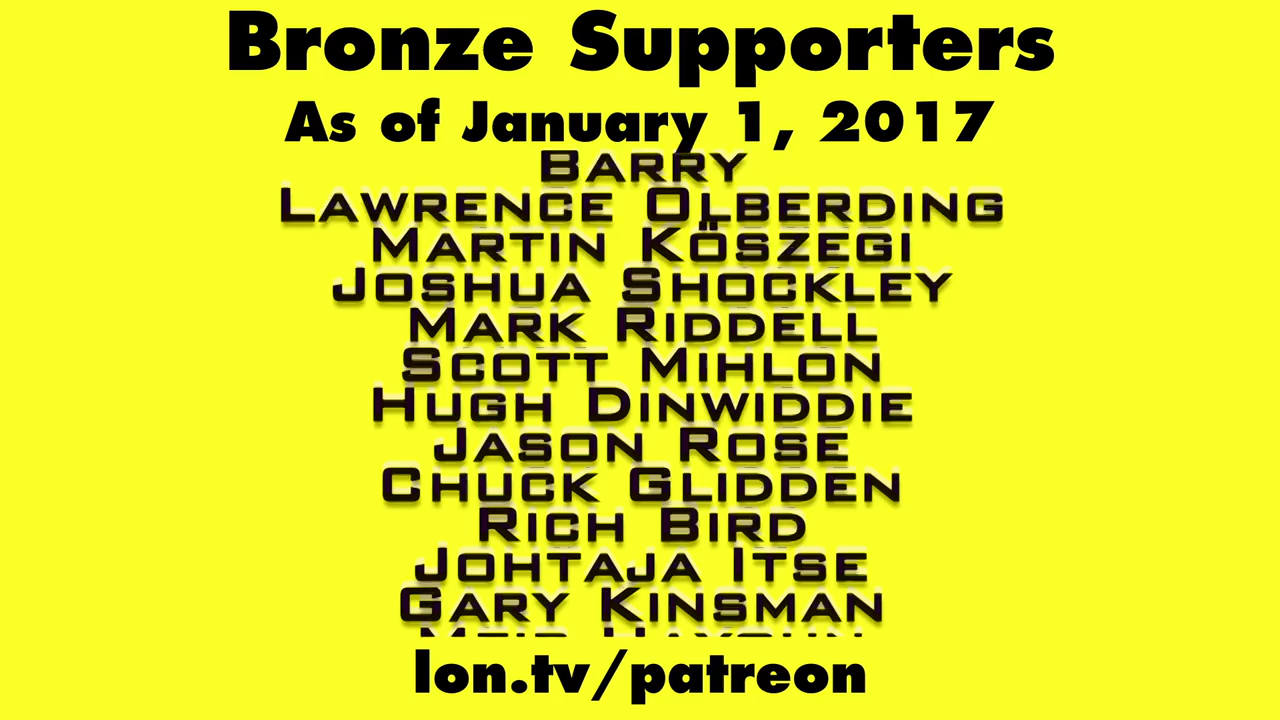 Bronze Supporters
As of January 1, 2017
BARRY
LAWRENCE OLBERDING
MARTIN KÖSZEGI
JOSHUA SHOCKLEY
MARK RIDDELL
SCOTT MIHLON
HUGH DINWIDDIE
JASON ROSE
CHUCK GLIDDEN
RICH BIRD
JOHTAJA ITSE
GARY KINSMAN
lon.tv/patreon